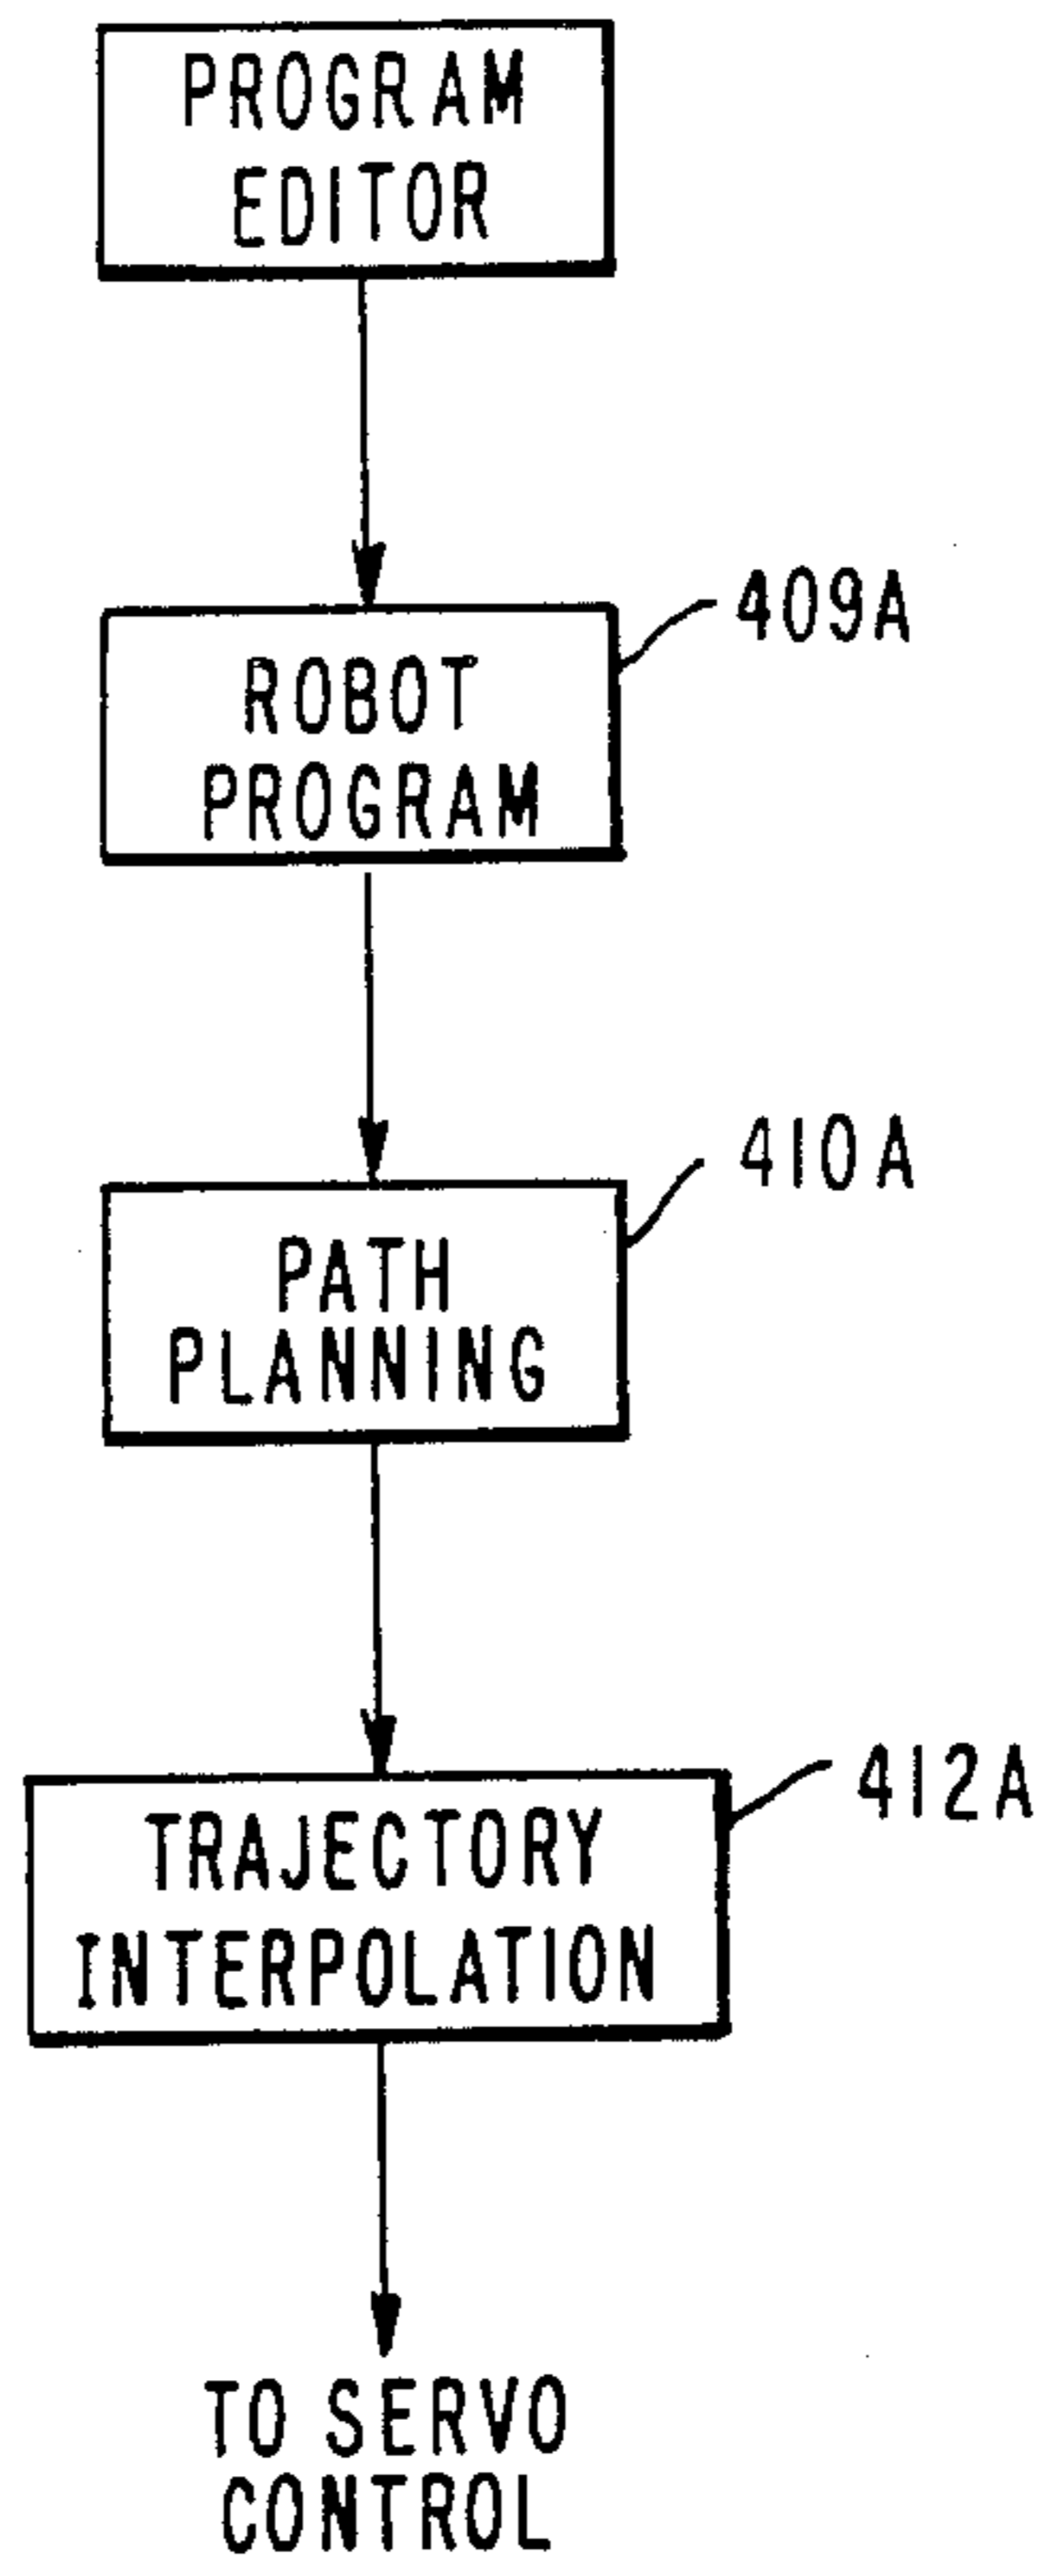 PROGRAM
EDITOR
409A
ROBOT
PROGRAM
410A
PATH
PLANNING
412A
TRAJECTORY
INTERPOLATION
TO SERVO
CONTROL